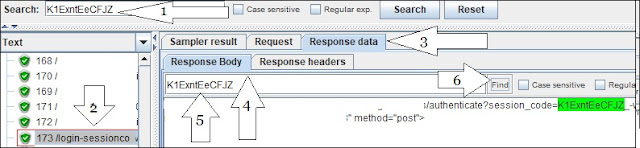 Search: K1ExntEeCFJZ 1 Case sensitive Regular exp. Search Reset
Text
Sampler result Request Response data 3
168 /
Response Body Response headers
170 /
169 /
K1ExntEeCFJZ 6 Find Case sensitive Regula
171 /
2
/authenticate?session_code=K1ExntEeCFJZ_
172 /
5 4
" method="post">
173 /login-sessionco